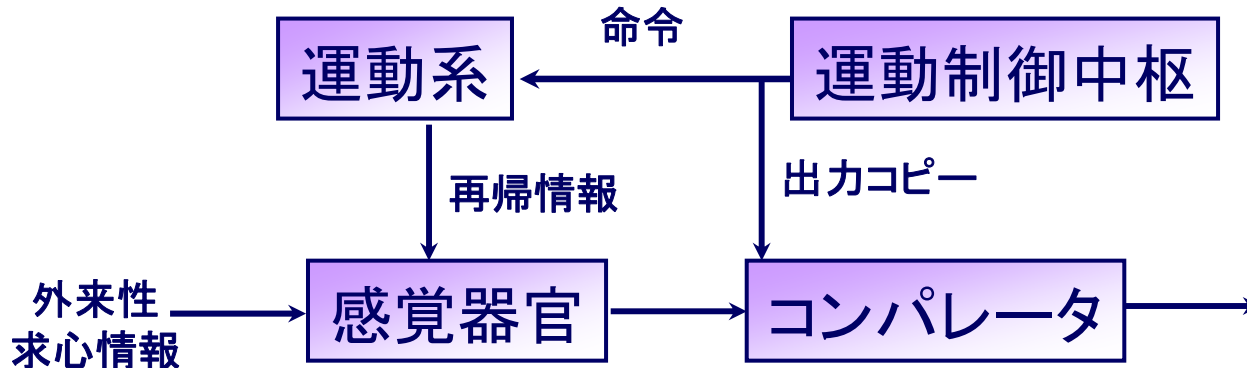 命令
運動系
運動制御中枢
再帰情報
出力コピー
外来性
求心情報
感覚器官
コンパレータ